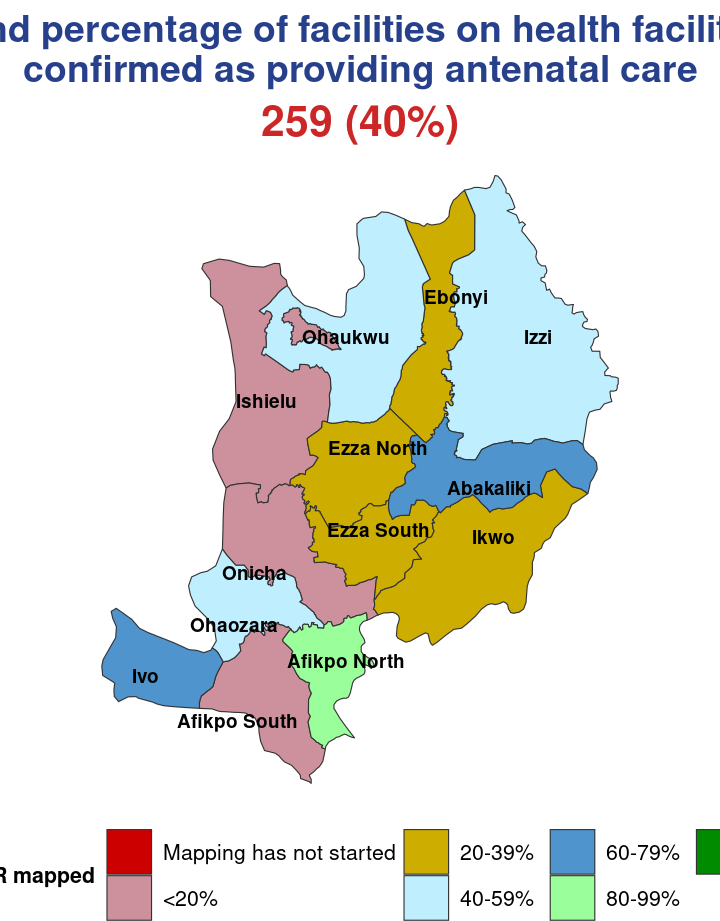 percentage of facilities on health
confirmed as providing antenatal care
259 (40%)
Ebonyi
Ohaukwu
Izzi
Ishielu
Ezza North
Abakaliki
Ezza South
Ikwo
Onicha
Ohaozara
Afikpo North
Ivo
Afikpo South
Mapping has not started
20-39%
60-79%
mapped
<20%
40-59%
80-99%